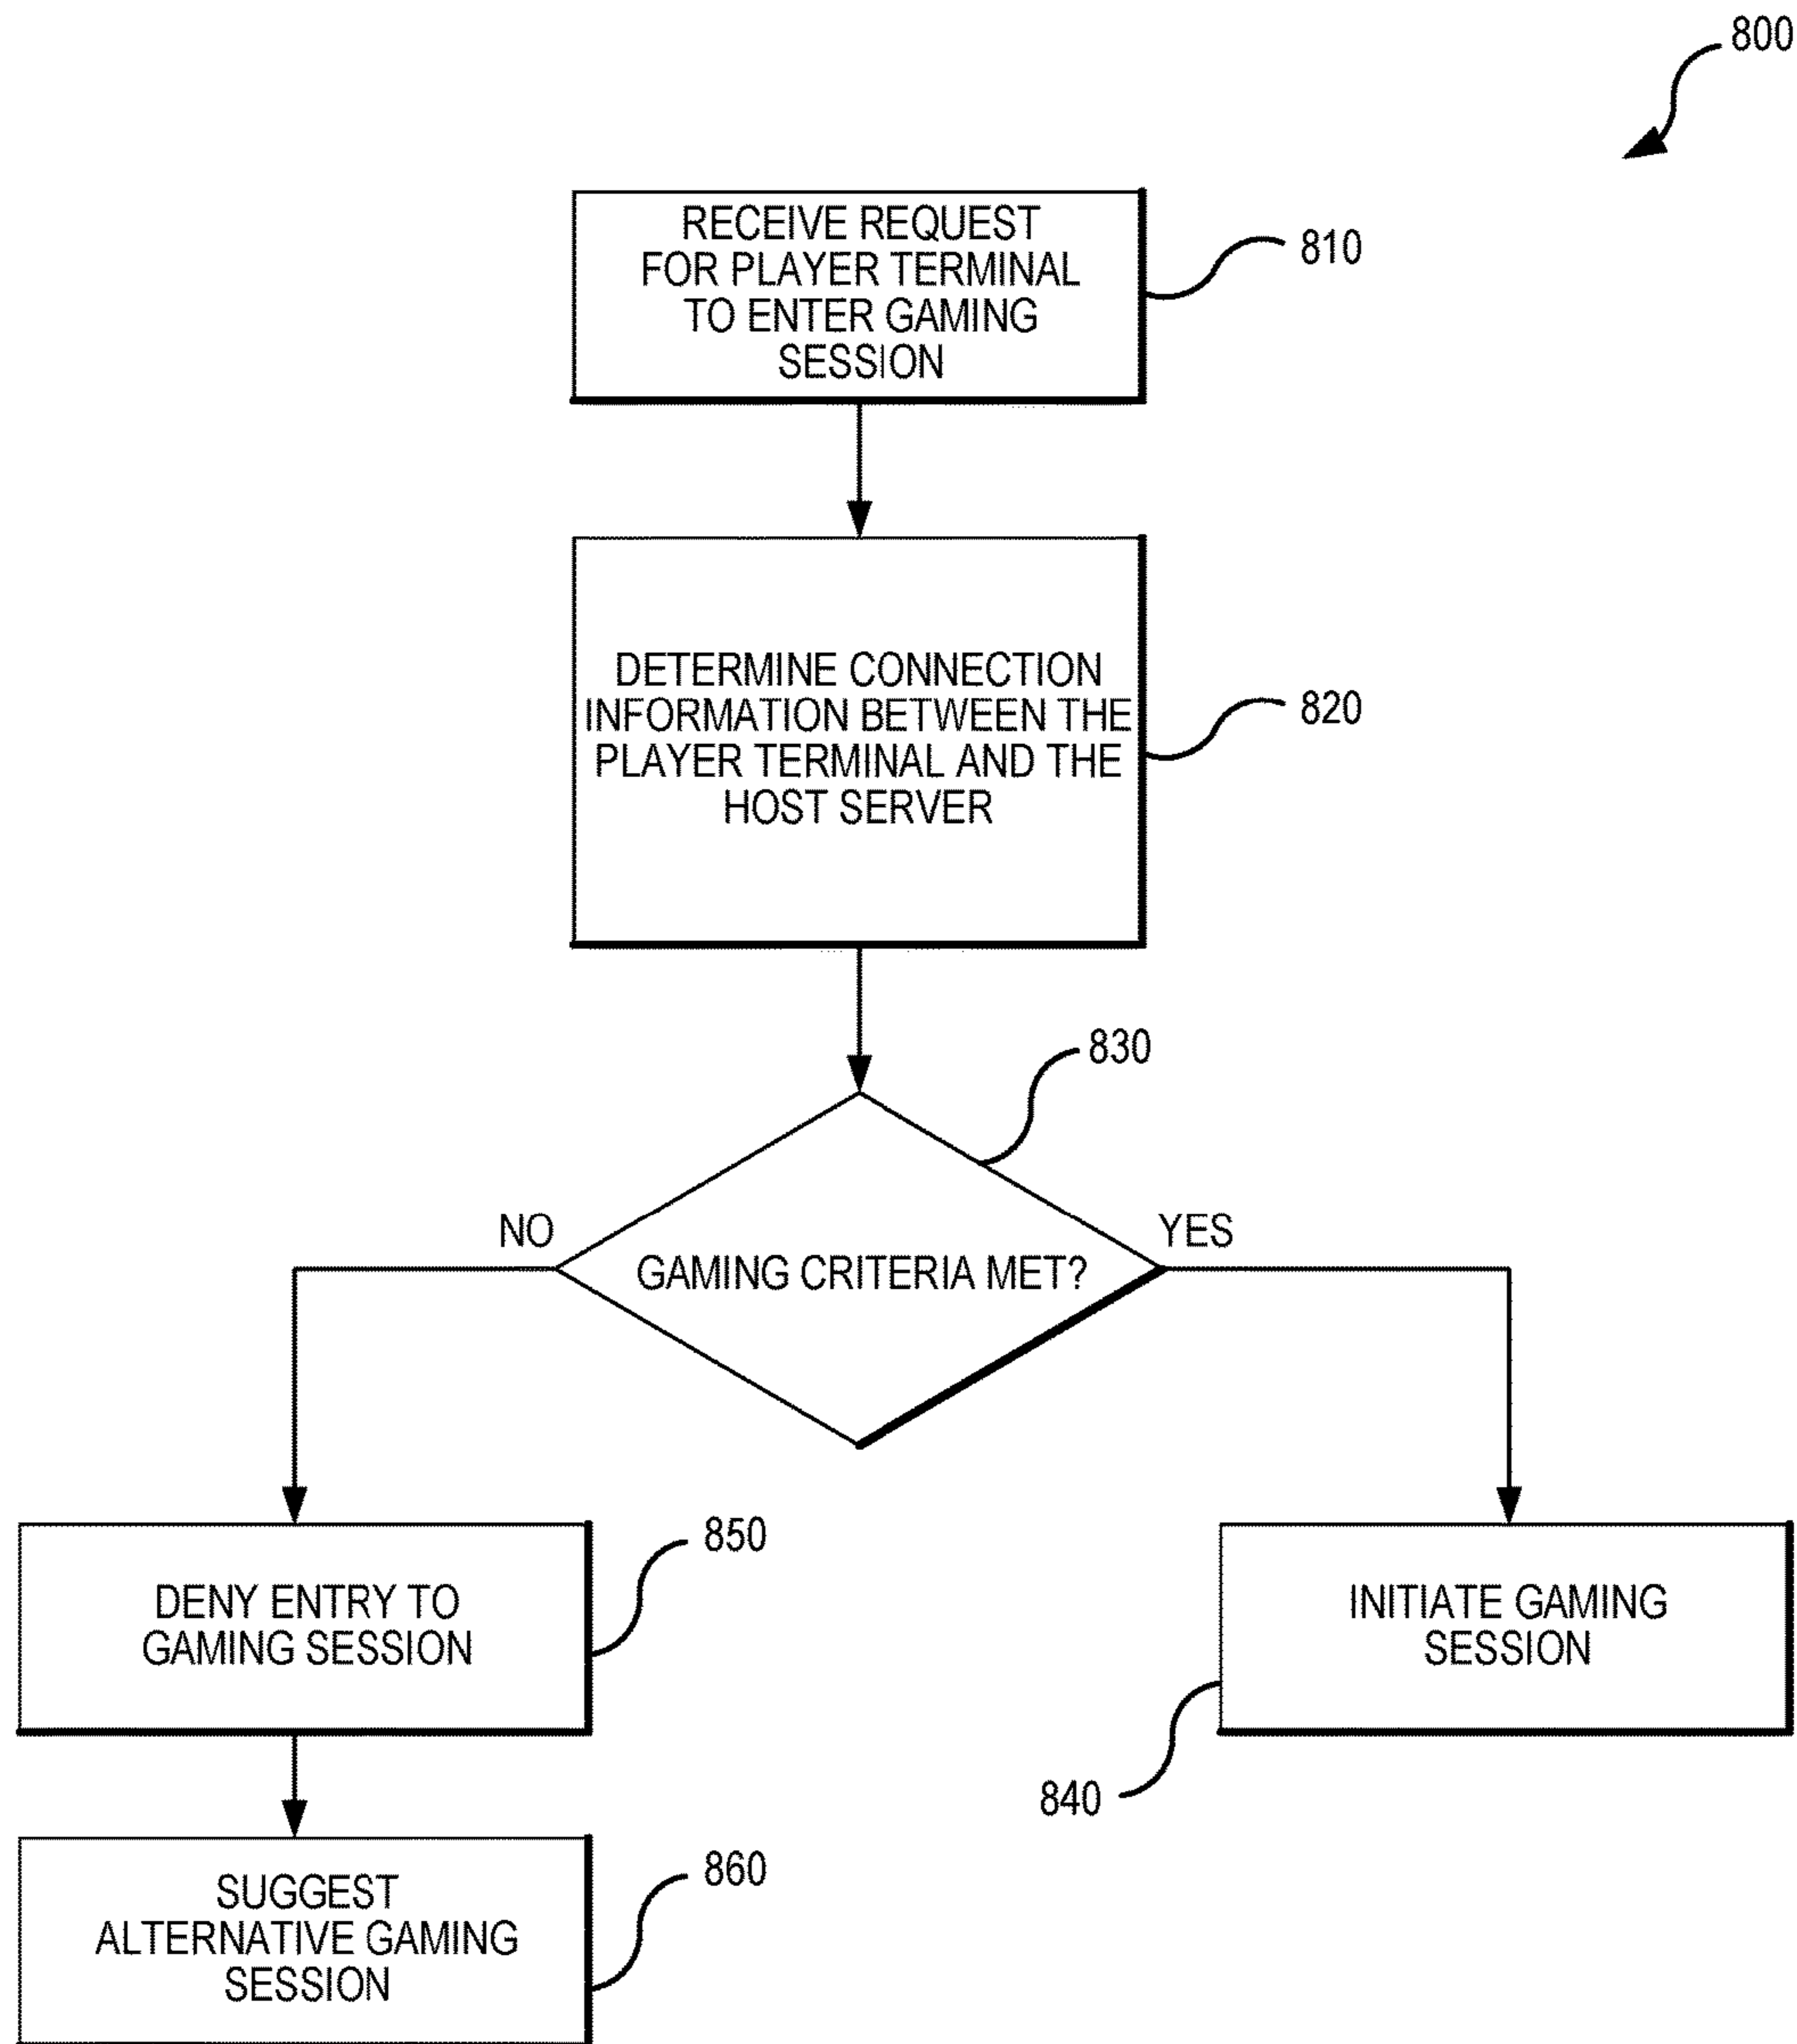 800
RECEIVE REQUEST
FOR PLAYER TERMINAL
TO ENTER GAMING
SESSION
810
DETERMINE CONNECTION
INFORMATION BETWEEN THE
PLAYER TERMINAL AND THE
HOST SERVER
820
830
NO
YES
GAMING CRITERIA MET?
850
DENY ENTRY TO
GAMING SESSION
INITIATE GAMING
SESSION
840
860
SUGGEST
ALTERNATIVE GAMING
SESSION